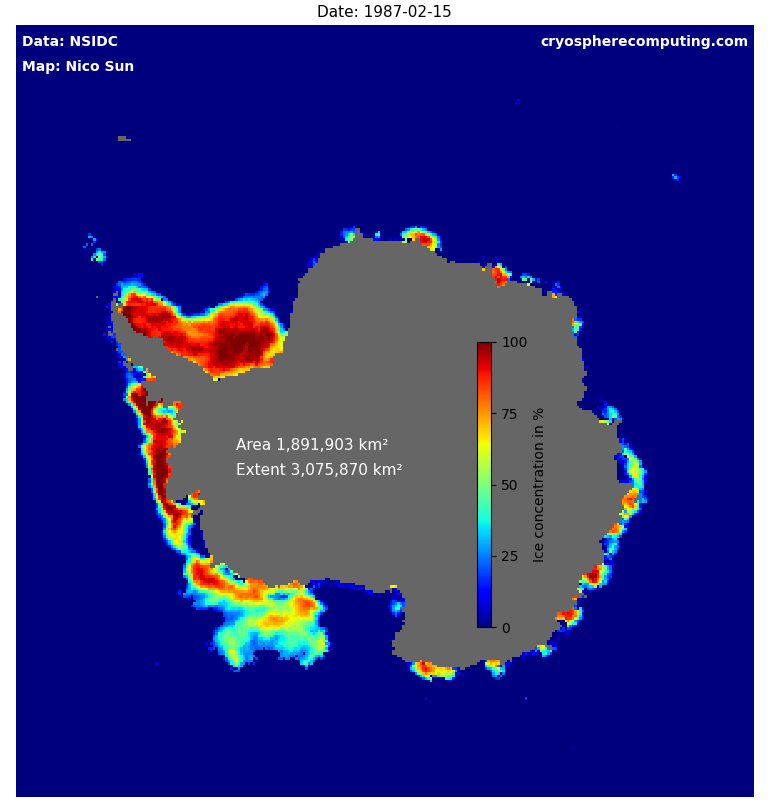 Date: 1987-02-15
Data: NSIDC
cryospherecomputing.com
Map: Nico Sun
100
75
50
25
0
Ice concentration in %
Area 1,891,903 km²
Extent 3,075,870 km²